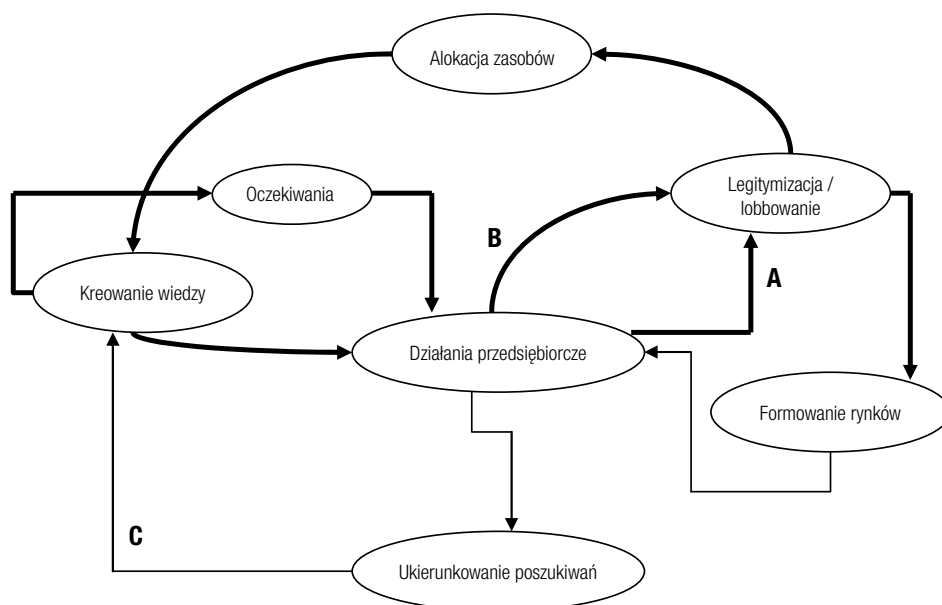 Alokacja zasobów
Oczekiwania
Legitymizacja /
lobbowanie
B
A
Kreowanie wiedzy
Działania przedsiębiorcze
Formowanie rynków
C
Ukierunkowanie poszukiwań